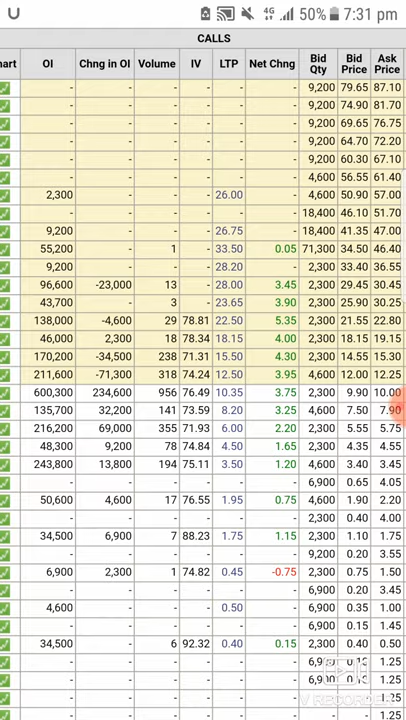 U 4G 50% 7:31 pm
CALLS
hart OI Chng in OI Volume IV LTP Net Chng Bid Qty Bid Price Ask Price
- - - - - - 9,200 79.65 87.10
- - - - - - 9,200 74.90 81.70
- - - - - - 9,200 69.65 76.75
- - - - - - 9,200 64.70 72.20
- - - - - - 9,200 60.30 67.10
- - - - - - 4,600 56.55 61.40
2,300 - - - 26.00 - 4,600 50.90 57.00
- - - - - - 18,400 46.10 51.70
9,200 - - - 26.75 - 18,400 41.35 47.00
55,200 - 1 - 33.50 0.05 71,300 34.50 46.40
9,200 - - - 28.20 - 2,300 33.40 36.55
96,600 -23,000 13 - 28.00 3.45 2,300 29.45 30.45
43,700 - 3 - 23.65 3.90 2,300 25.90 30.25
138,000 -4,600 29 78.81 22.50 5.35 2,300 21.55 22.80
46,000 2,300 18 78.34 18.15 4.00 2,300 18.15 19.15
170,200 -34,500 238 71.31 15.50 4.30 2,300 14.55 15.30
211,600 -71,300 318 74.24 12.50 3.95 4,600 12.00 12.25
600,300 234,600 956 76.49 10.35 3.75 2,300 9.90 10.00
135,700 32,200 141 73.59 8.20 3.25 4,600 7.50 7.90
216,200 69,000 355 71.93 6.00 2.20 2,300 5.55 5.75
48,300 9,200 78 74.84 4.50 1.65 2,300 4.35 4.55
243,800 13,800 194 75.11 3.50 1.20 4,600 3.40 3.45
- - - - - - 6,900 0.65 4.05
50,600 4,600 17 76.55 1.95 0.75 4,600 1.90 2.20
- - - - - - 2,300 0.40 4.00
34,500 6,900 7 88.23 1.75 1.15 2,300 1.10 1.75
- - - - - - 9,200 0.20 3.55
6,900 2,300 1 74.82 0.45 -0.75 2,300 0.75 1.50
- - - - - - 6,900 0.20 3.45
4,600 - - - 0.50 - 6,900 0.35 1.00
- - - - - - 6,900 0.15 1.45
34,500 - 6 92.32 0.40 0.15 2,300 0.40 0.50
- - - - - - 1.25
- - - - - - 6,900 1.25
- - - - - - 1.25
- - - - - - 1.25
V RECORDER